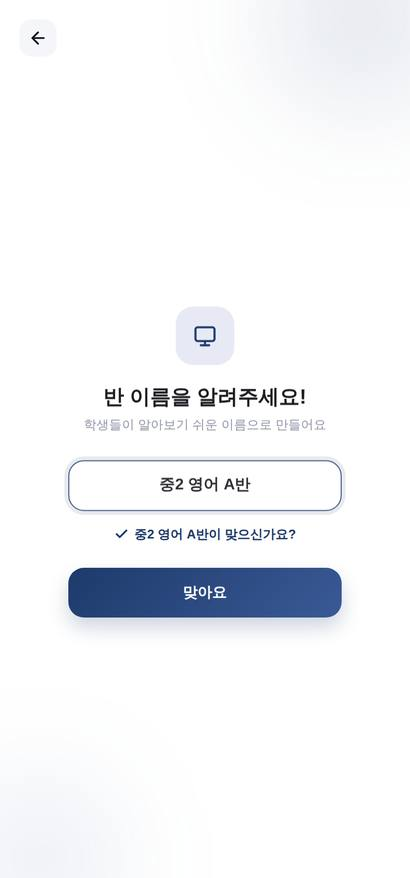 반 이름을 알려주세요!
학생들이 알아보기 쉬운 이름으로 만들어요
중2 영어 A반
중2 영어 A반이 맞으신가요?
맞아요